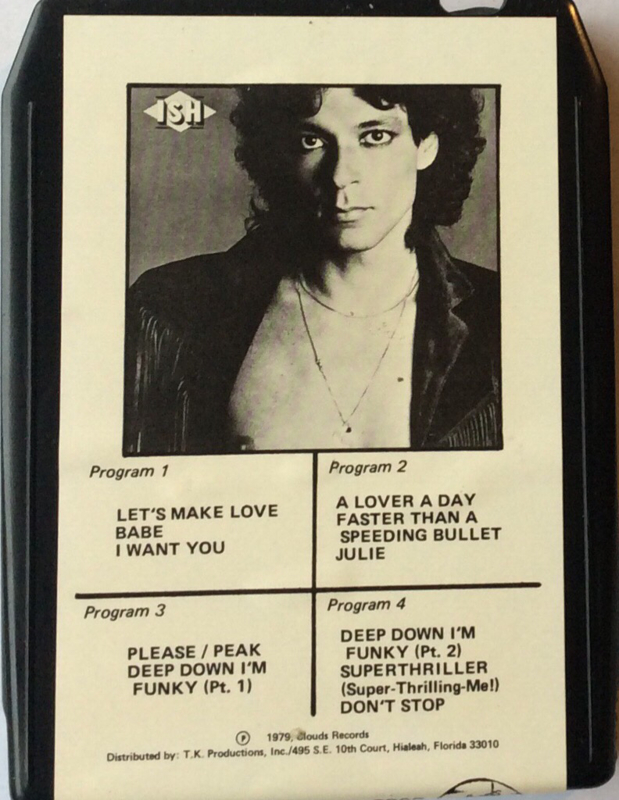 ISH
Program 1
LET'S MAKE LOVE
BABE
I WANT YOU
Program 2
A LOVER A DAY
FASTER THAN A
SPEEDING BULLET
JULIE
Program 3
PLEASE / PEAK
DEEP DOWN I'M
FUNKY (Pt. 1)
Program 4
DEEP DOWN I'M
FUNKY (Pt. 2)
SUPERTHRILLER
(Super-Thrilling-Me!)
DON'T STOP
℗ 1979, Clouds Records
Distributed by: T.K. Productions, Inc./495 S.E. 10th Court, Hialeah, Florida 33010